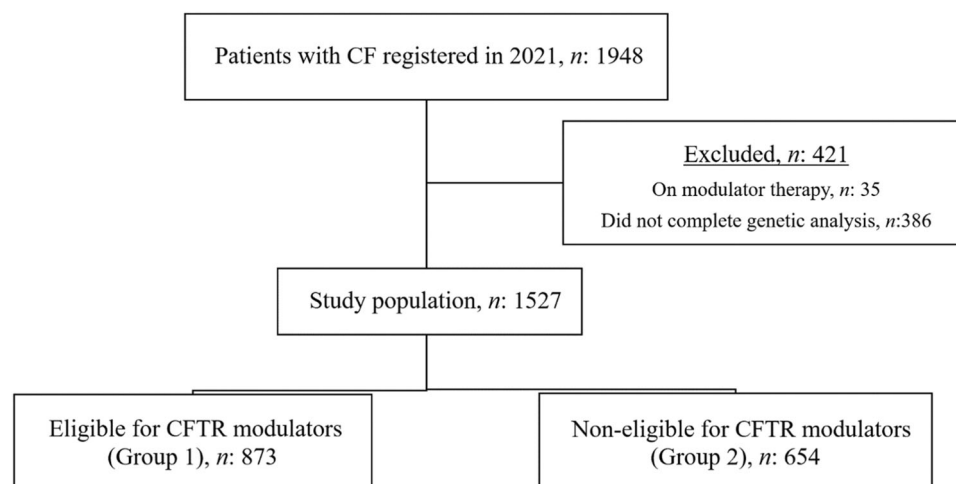 Patients with CF registered in 2021, n: 1948
Excluded, n: 421
On modulator therapy, n: 35
Did not complete genetic analysis, n:386
Study population, n: 1527
Eligible for CFTR modulators
(Group 1), n: 873
Non-eligible for CFTR modulators
(Group 2), n: 654